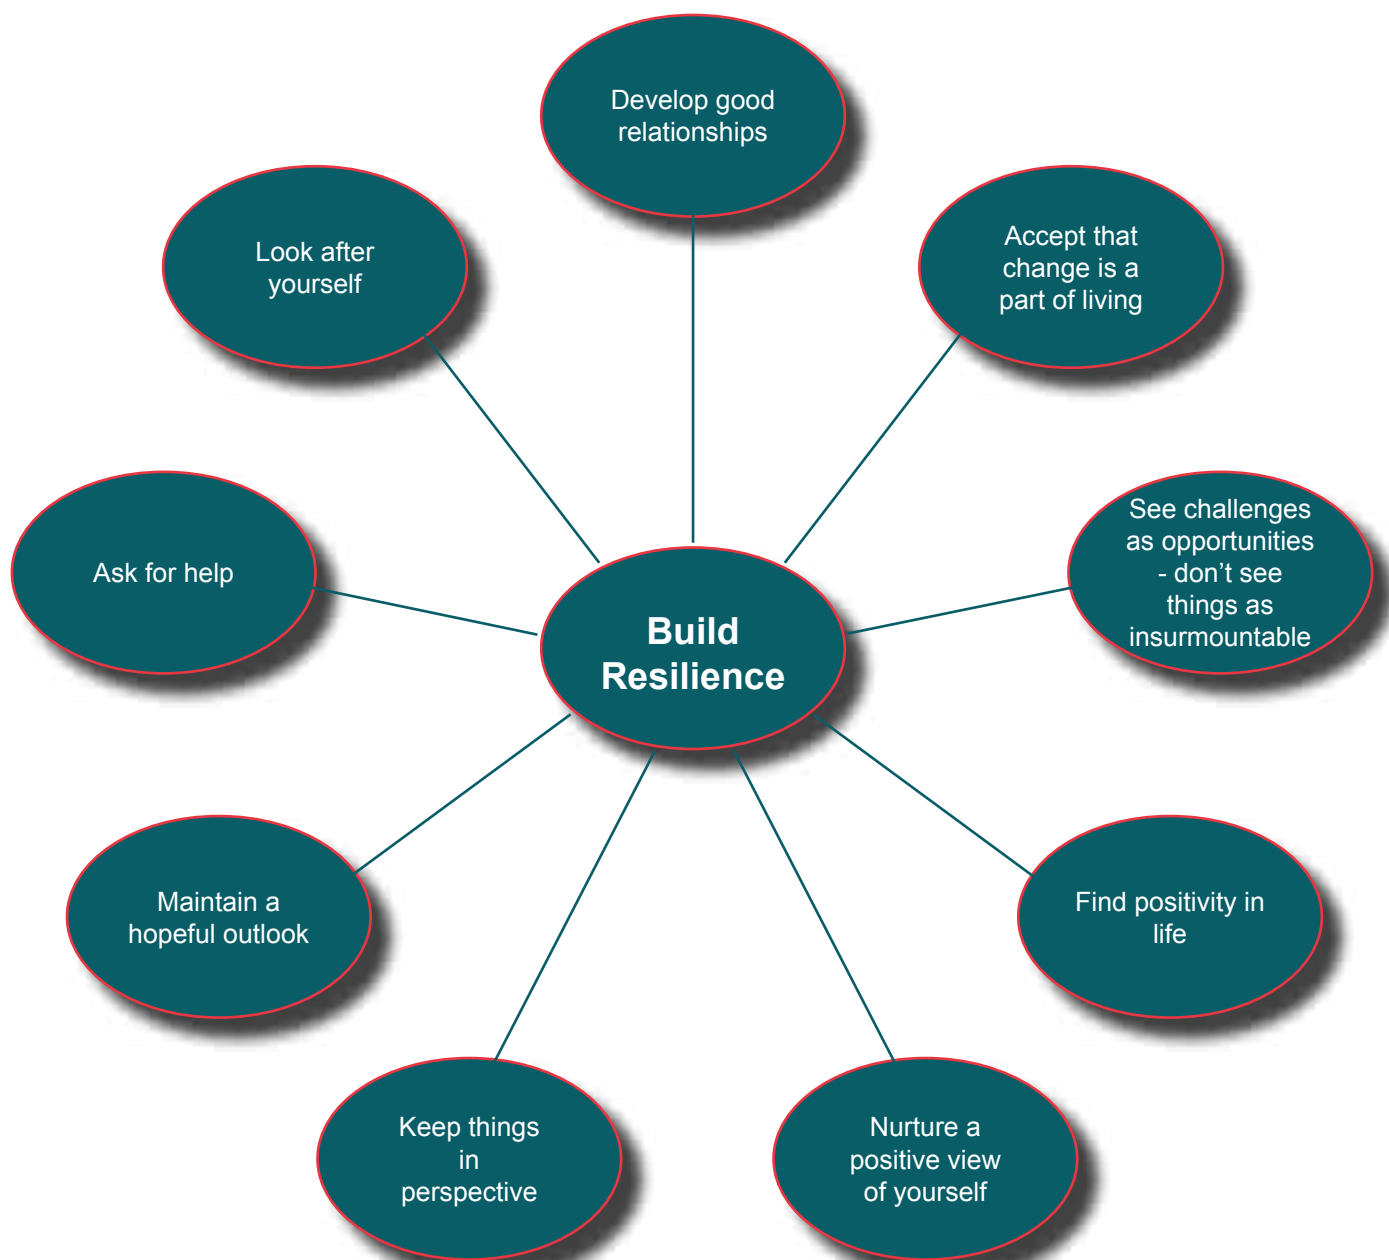 Develop good
relationships
Accept that
change is a
part of living
See challenges
as opportunities
- don’t see
things as
insurmountable
Find positivity in
life
Nurture a
positive view
of yourself
Keep things
in
perspective
Maintain a
hopeful outlook
Ask for help
Look after
yourself
Build
Resilience